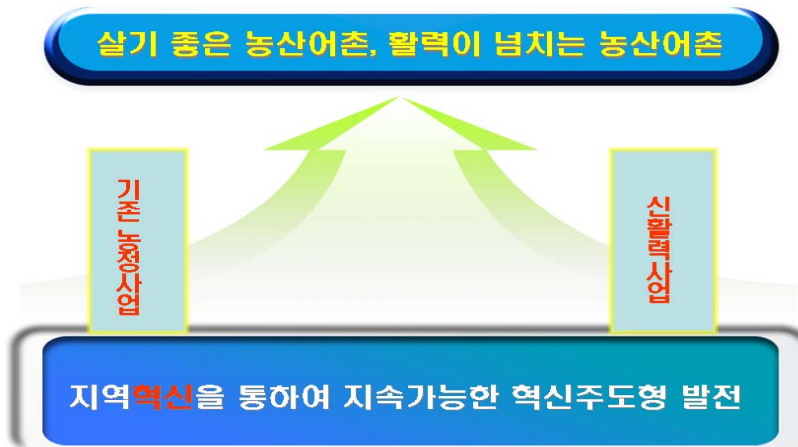 살기 좋은 농산어촌, 활력이 넘치는 농산어촌
기존 농정사업
신활력사업
지역혁신을 통하여 지속가능한 혁신주도형 발전